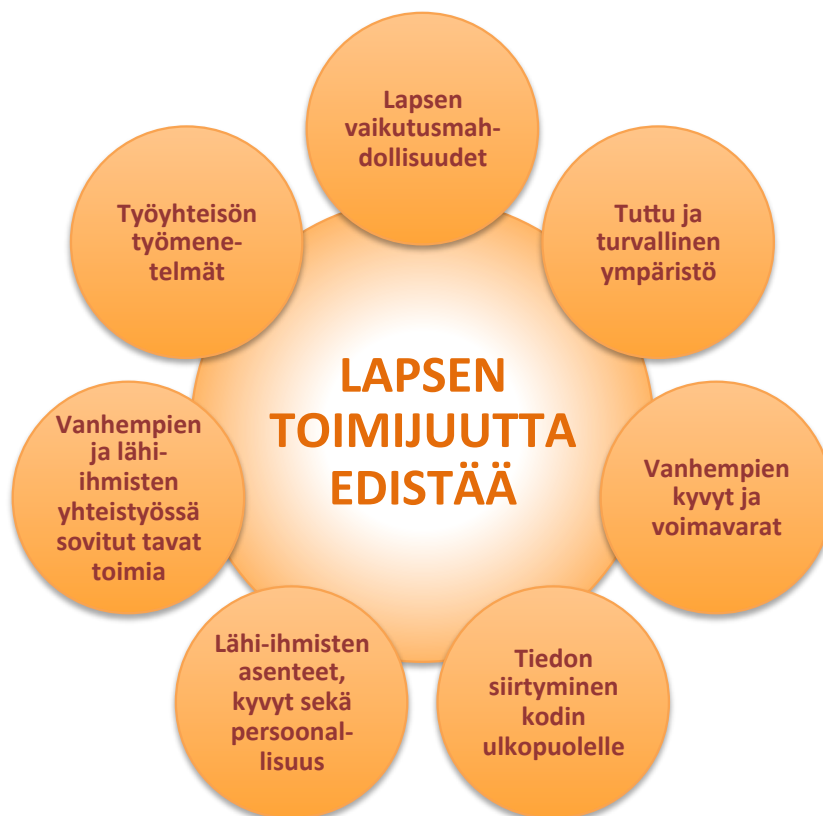 Lapsen
vaikutusmah-
dollisuudet
Tuttu ja
turvallinen
ympäristö
Vanhempien
kyvyt ja
voimavarat
Tiedon
siirtyminen
kodin
ulkopuolelle
Lähi-ihmisten
asenteet,
kyvyt sekä
persoonal-
lisuus
Vanhempien
ja lähi-
ihmisten
yhteistyössä
sovitut tavat
toimia
Työyhteisön
työmene-
telmät
LAPSEN
TOIMIJUUTTA
EDISTÄÄ